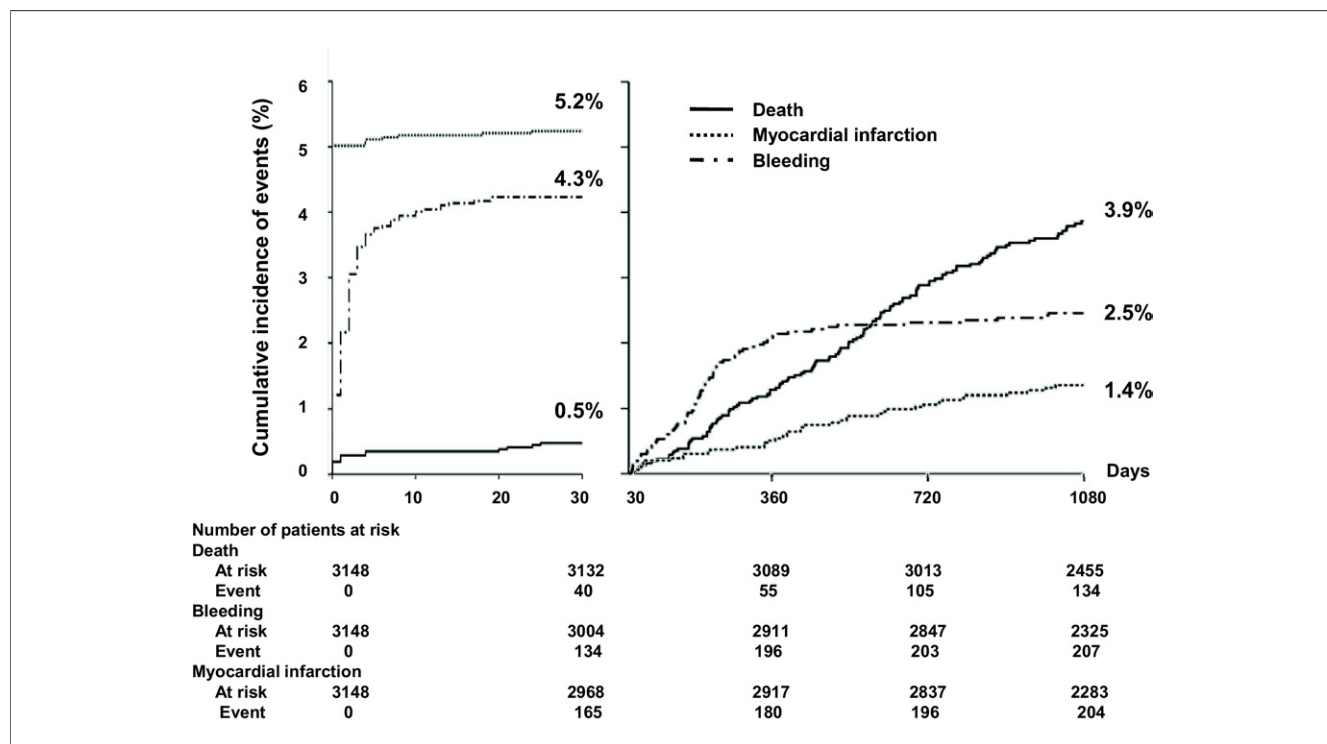 Cumulative incidence of events (%)
6
5
4
3
2
1
0
5.2%
4.3%
0.5%
0 10 20 30
Death
Myocardial infarction
Bleeding
3.9%
2.5%
1.4%
30 360 720 1080
Days
Number of patients at risk
Death
At risk 3148 3132 3089 3013 2455
Event 0 40 55 105 134
Bleeding
At risk 3148 3004 2911 2847 2325
Event 0 134 196 203 207
Myocardial infarction
At risk 3148 2968 2917 2837 2283
Event 0 165 180 196 204